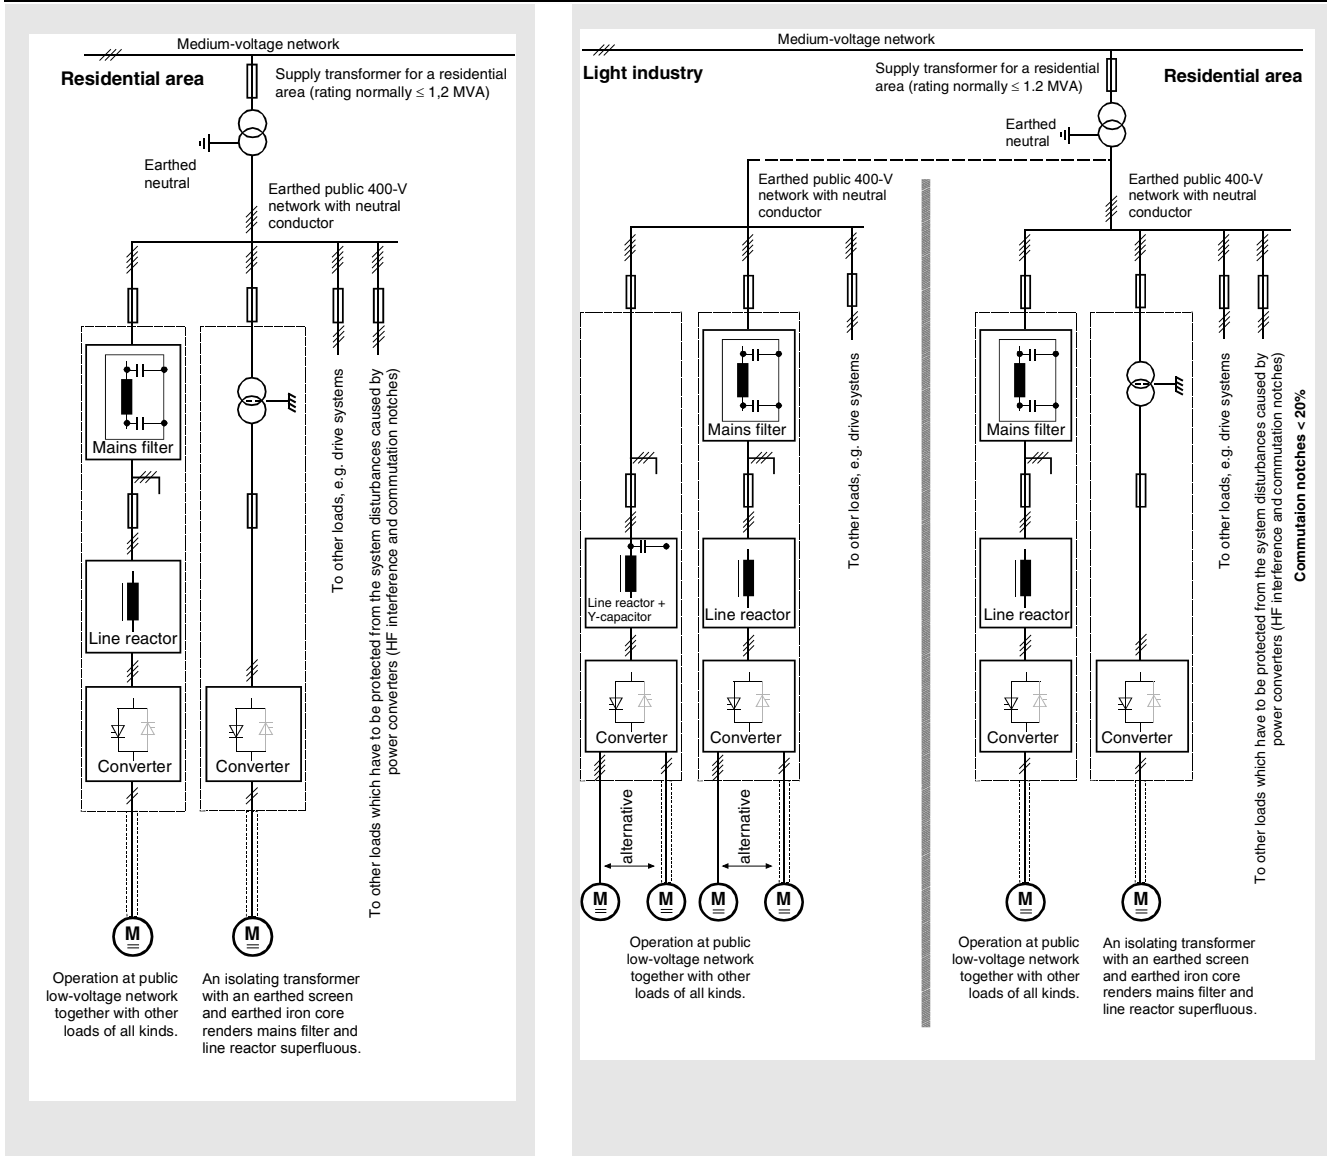 Medium-voltage network
Residential area
Supply transformer for a residential
area (rating normally ≤ 1,2 MVA)
Earthed
neutral
Earthed public 400-V
network with neutral
conductor
Mains filter
Line reactor
Converter
Converter
To other loads, e.g. drive systems
To other loads which have to be protected from the system disturbances caused by
power converters (HF interference and commutation notches)
M
M
Operation at public
low-voltage network
together with other
loads of all kinds.
An isolating transformer
with an earthed screen
and earthed iron core
renders mains filter and
line reactor superfluous.
Medium-voltage network
Light industry
Supply transformer for a residential
area (rating normally ≤ 1.2 MVA)
Residential area
Earthed
neutral
Earthed public 400-V
network with neutral
conductor
Earthed public 400-V
network with neutral
conductor
Mains filter
Line reactor +
Y-capacitor
Line reactor
Converter
Converter
To other loads, e.g. drive systems
alternative
alternative
M
M
M
M
Operation at public
low-voltage network
together with other
loads of all kinds.
Mains filter
Line reactor
Converter
Converter
To other loads, e.g. drive systems
To other loads which have to be protected from the system disturbances caused by
power converters (HF interference and commutation notches)
Commutaion notches < 20%
M
M
Operation at public
low-voltage network
together with other
loads of all kinds.
An isolating transformer
with an earthed screen
and earthed iron core
renders mains filter and
line reactor superfluous.